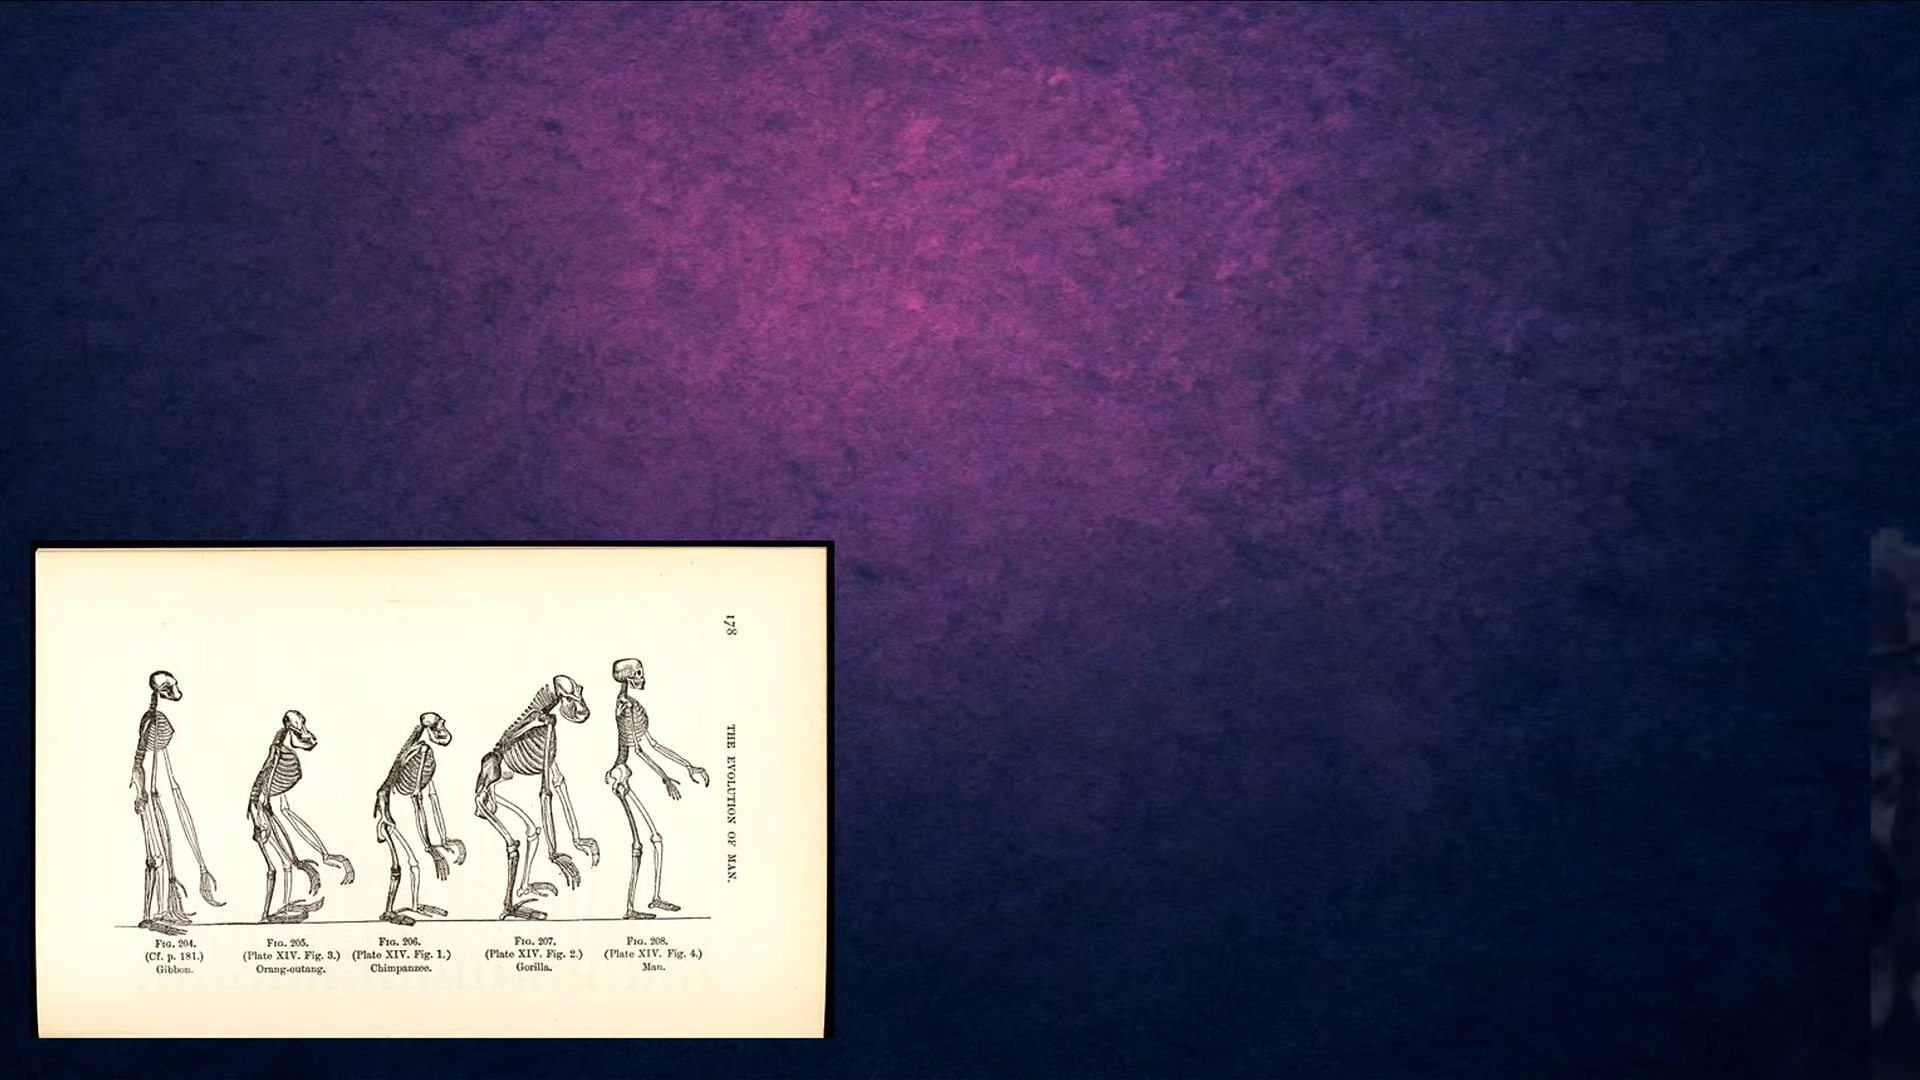 178
THE EVOLUTION OF MAN.
FIG. 204.
(Cf. p. 181.)
Gibbon.
FIG. 205.
(Plate XIV. Fig. 3.)
Orang-outang.
FIG. 206.
(Plate XIV. Fig. 1.)
Chimpanzee.
FIG. 207.
(Plate XIV. Fig. 2.)
Gorilla.
FIG. 208.
(Plate XIV. Fig. 4.)
Man.